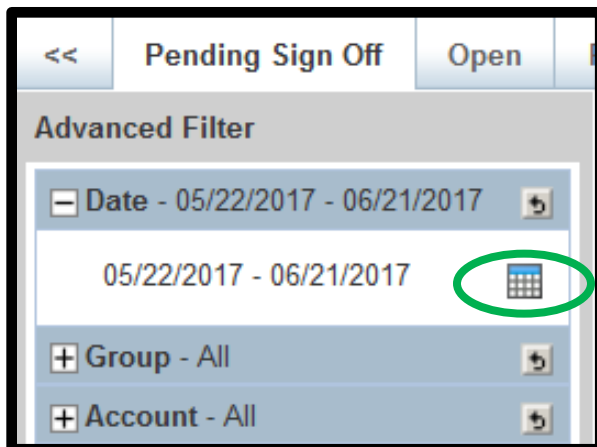 << Pending Sign Off Open
Advanced Filter
Date - 05/22/2017 - 06/21/2017
05/22/2017 - 06/21/2017
Group - All
Account - All